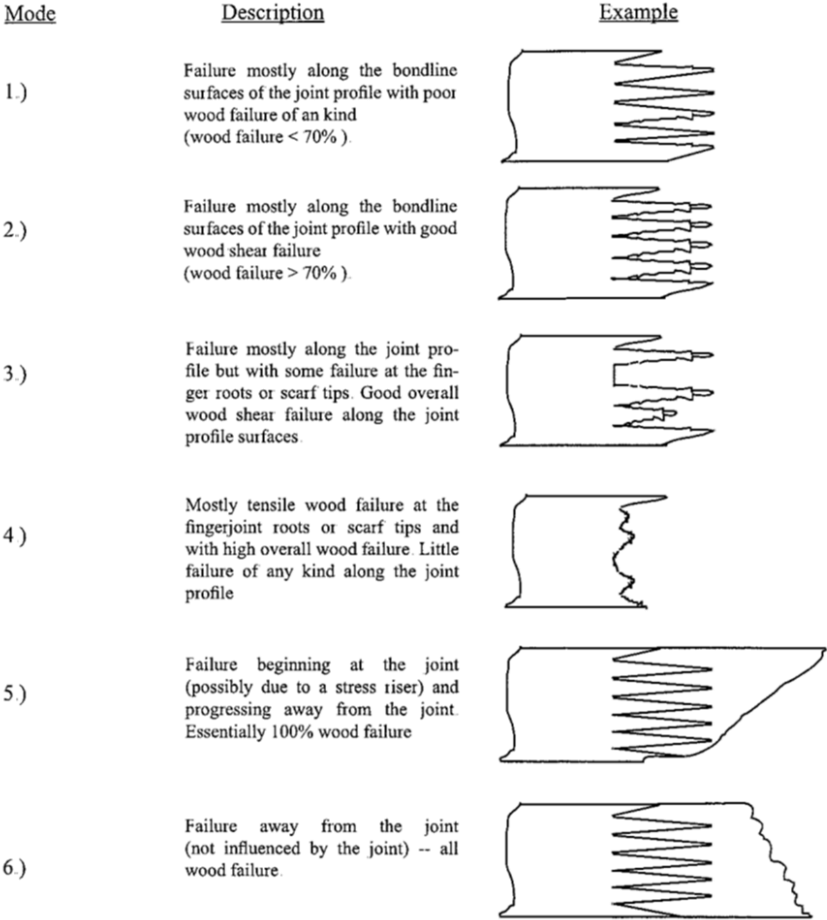 Mode Description Example
1.)
Failure mostly along the bondline
surfaces of the joint profile with poor
wood failure of an kind
(wood failure < 70% ).
2.)
Failure mostly along the bondline
surfaces of the joint profile with good
wood shear failure
(wood failure > 70% ).
3.)
Failure mostly along the joint pro-
file but with some failure at the fin-
ger roots or scarf tips. Good overall
wood shear failure along the joint
profile surfaces.
4)
Mostly tensile wood failure at the
fingerjoint roots or scarf tips and
with high overall wood failure. Little
failure of any kind along the joint
profile
5.)
Failure beginning at the joint
(possibly due to a stress riser) and
progressing away from the joint.
Essentially 100% wood failure
6.)
Failure away from the joint
(not influenced by the joint) -- all
wood failure.